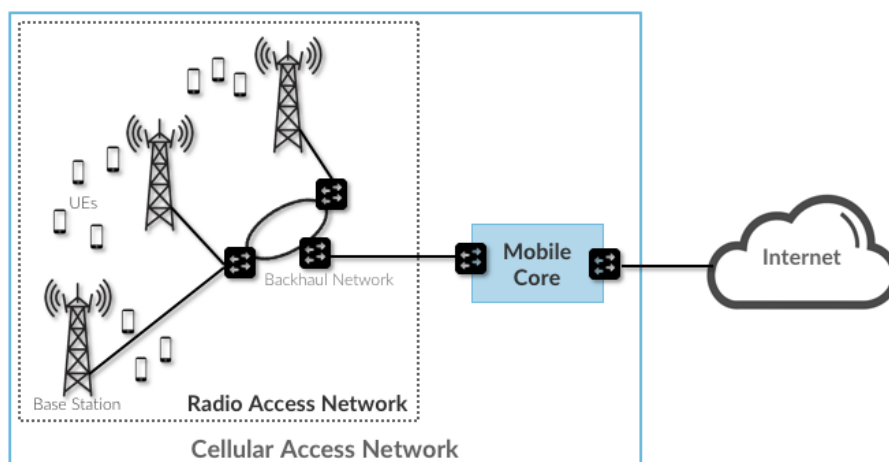 UEs
Backhaul Network
Mobile
Core
Internet
Base Station
Radio Access Network
Cellular Access Network